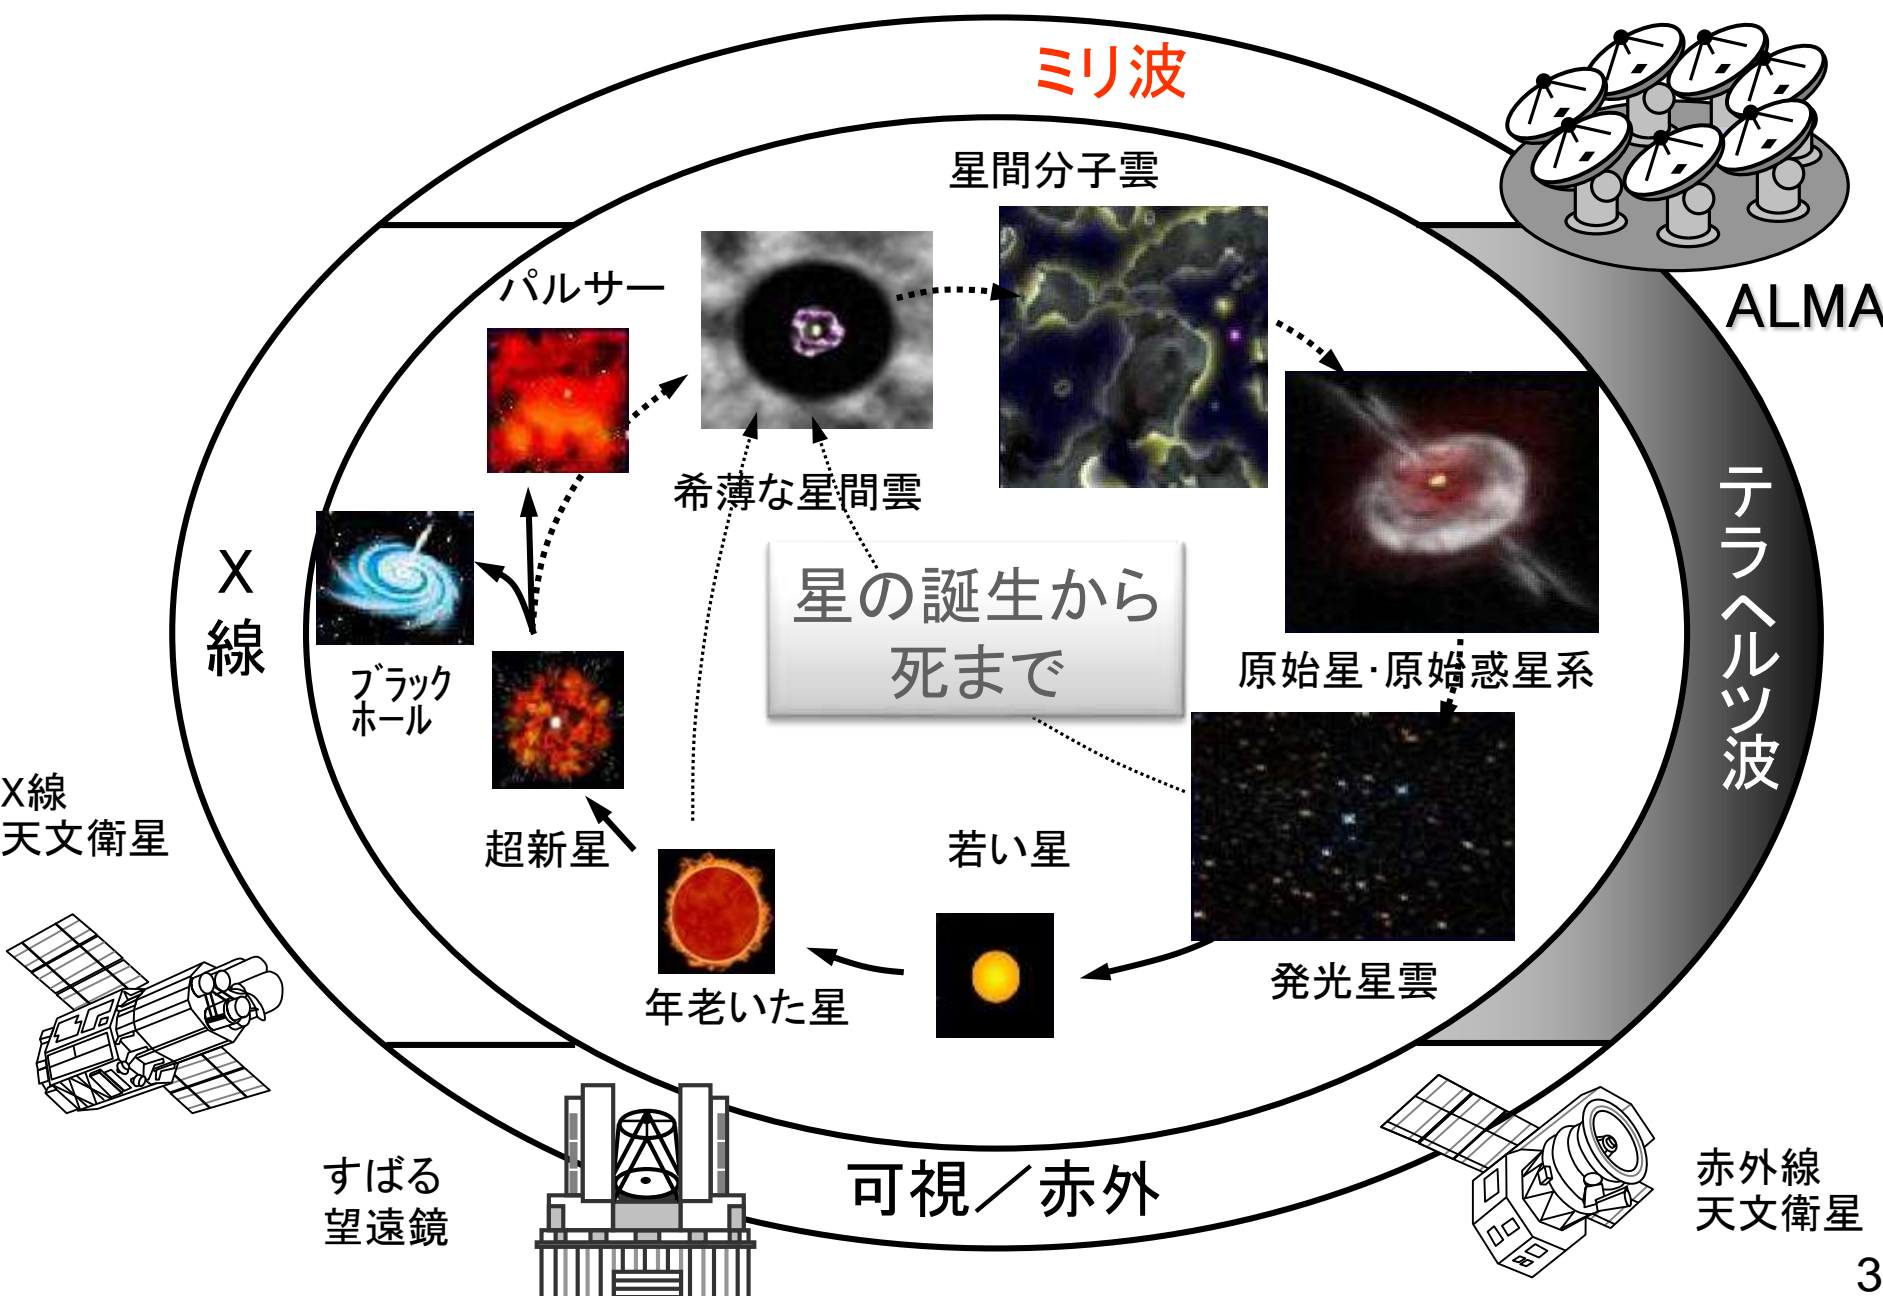 ミリ波
星間分子雲
パルサー
ALMA
希薄な星間雲
テラヘルツ波
X
線
星の誕生から
死まで
原始星・原始惑星系
ブラック
ホール
X線
天文衛星
超新星
若い星
発光星雲
年老いた星
すばる
望遠鏡
可視／赤外
赤外線
天文衛星
3